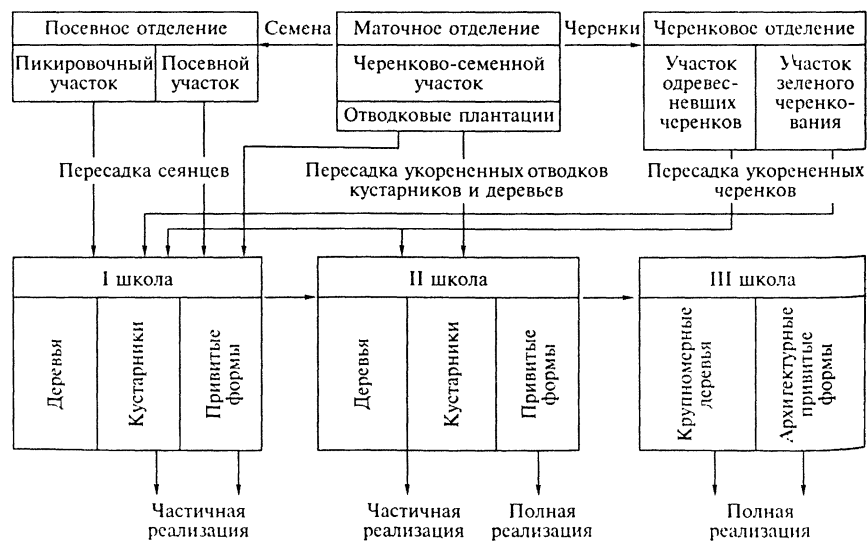 Посевное отделение
Семена
Маточное отделение
Черенки
Черенковое отделение
Пикировочный
участок
Посевной
участок
Черенково-семенной
участок
Отводковые плантации
Участок
одревес-
невших
черенков
Участок
зеленого
черенко-
вания
Пересадка сеянцев
Пересадка укорененных отводков
кустарников и деревьев
Пересадка укорененных
черенков
I школа
II школа
III школа
Деревья
Кустарники
Привитые
формы
Деревья
Кустарники
Привитые
формы
Крупномерные
деревья
Архитектурные
привитые
формы
Частичная
реализация
Частичная
реализация
Полная
реализация
Полная
реализация